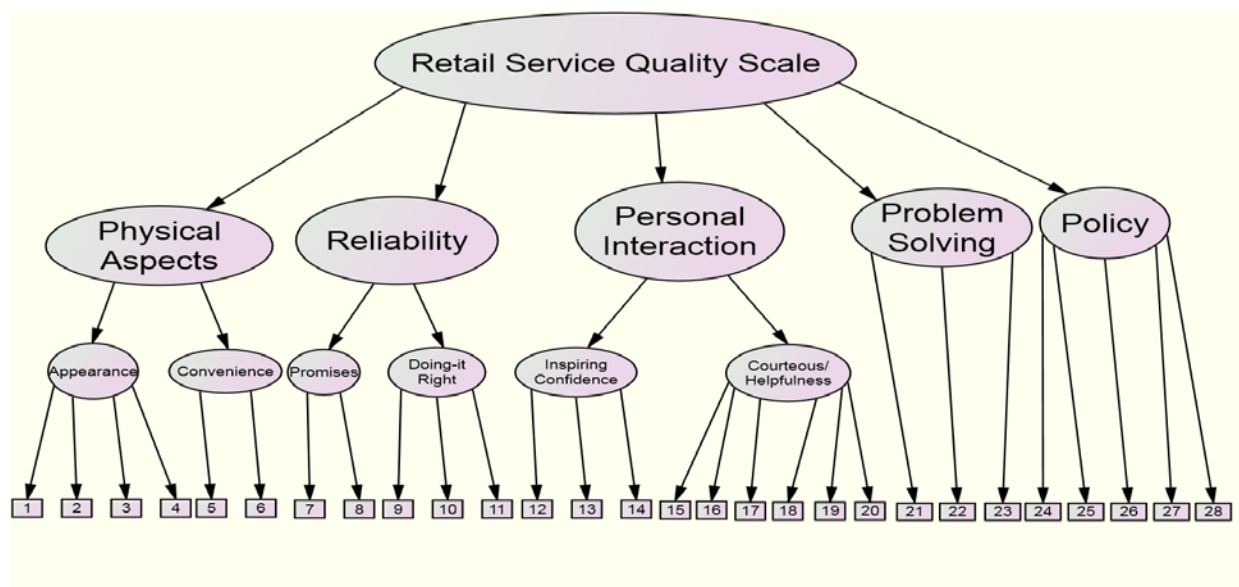 Retail Service Quality Scale
Physical
Aspects
Reliability
Personal
Interaction
Problem
Solving
Policy
Appearance
Convenience
Promises
Doing-it
Right
Inspiring
Confidence
Courteous/
Helpfulness
1 2 3 4 5 6 7 8 9 10 11 12 13 14 15 16 17 18 19 20 21 22 23 24 25 26 27 28